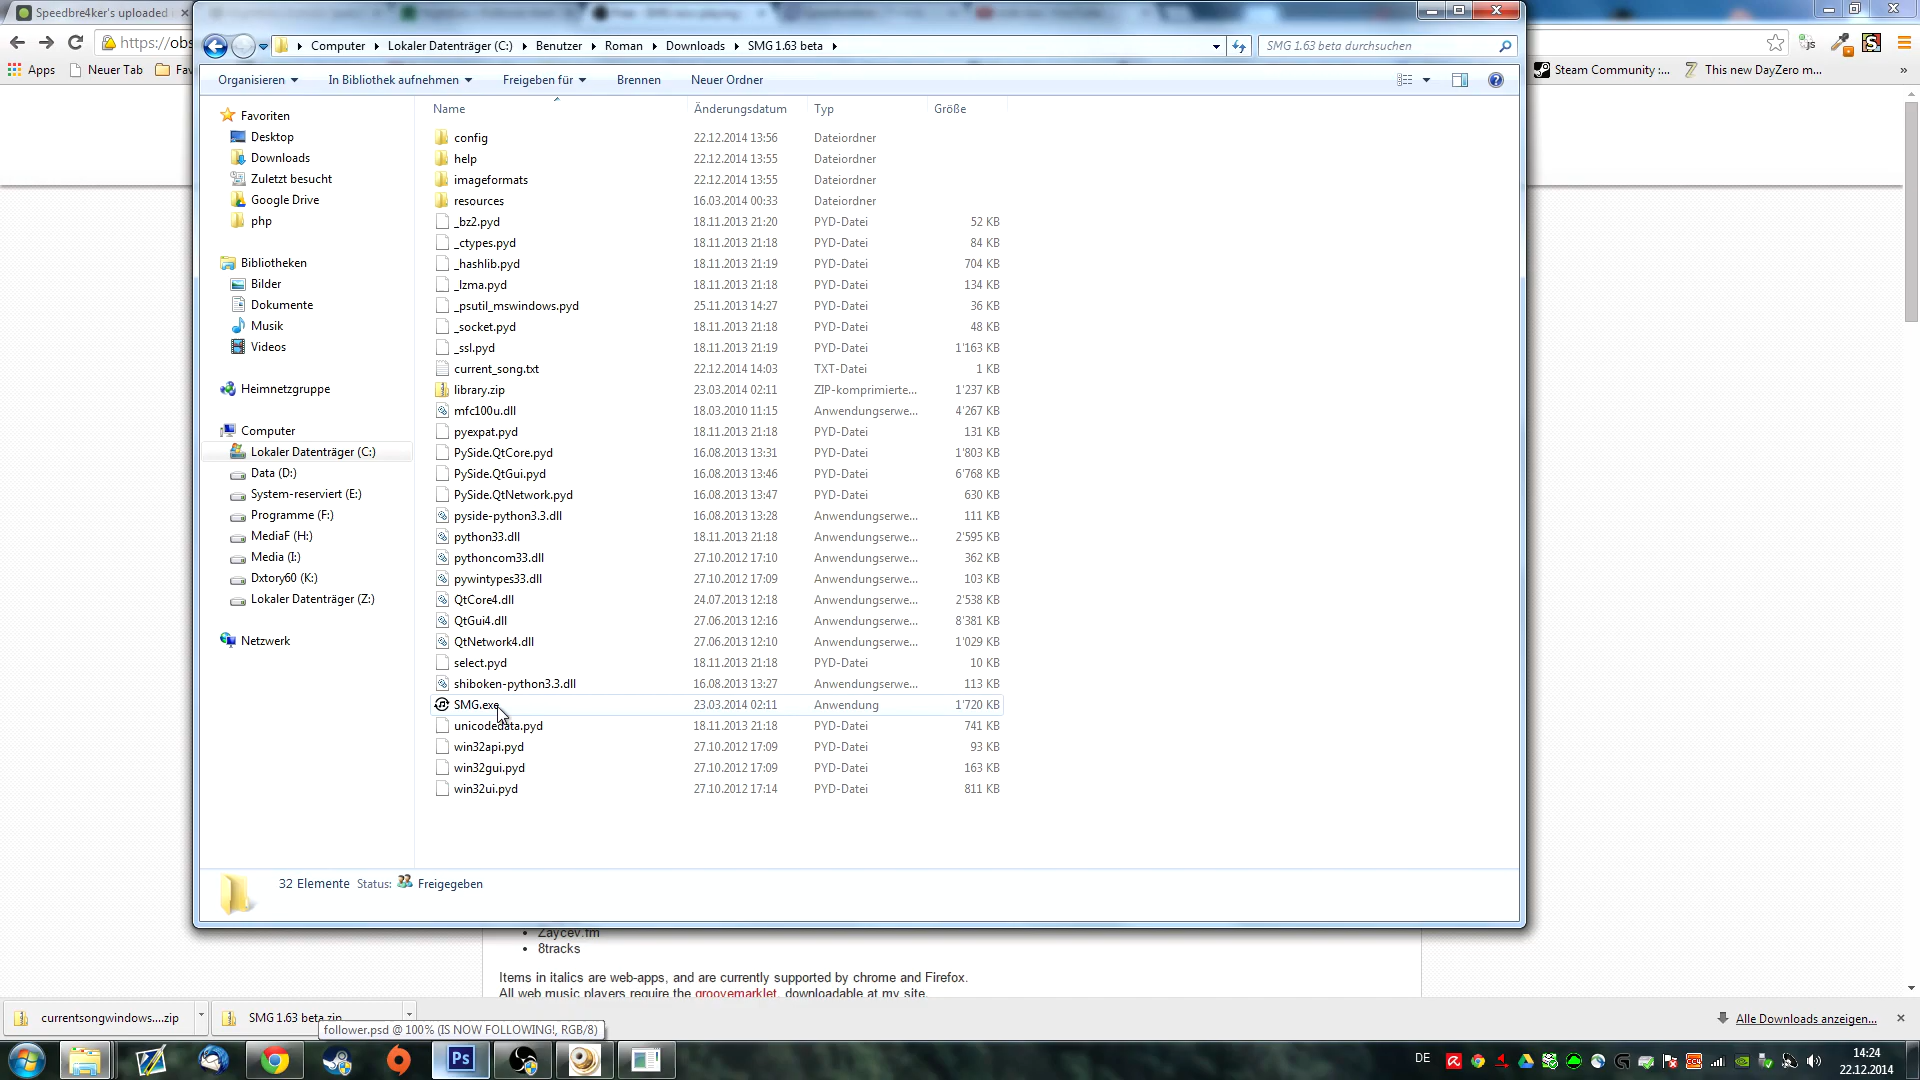 Speedbre4ker's uploaded
https://obs
Apps Neuer Tab Fav
Steam Community :... This new DayZero m... »
Computer Lokaler Datenträger (C:) Benutzer Roman Downloads SMG 1.63 beta
SMG 1.63 beta durchsuchen
Organisieren In Bibliothek aufnehmen Freigeben für Brennen Neuer Ordner
Favoriten
Desktop
Downloads
Zuletzt besucht
Google Drive
php
Bibliotheken
Bilder
Dokumente
Musik
Videos
Heimnetzgruppe
Computer
Lokaler Datenträger (C:)
Data (D:)
System-reserviert (E:)
Programme (F:)
MediaF (H:)
Media (I:)
Dxtory60 (K:)
Lokaler Datenträger (Z:)
Netzwerk
Name Änderungsdatum Typ Größe
config 22.12.2014 13:56 Dateiordner
help 22.12.2014 13:55 Dateiordner
imageformats 22.12.2014 13:55 Dateiordner
resources 16.03.2014 00:33 Dateiordner
_bz2.pyd 18.11.2013 21:20 PYD-Datei 52 KB
_ctypes.pyd 18.11.2013 21:18 PYD-Datei 84 KB
_hashlib.pyd 18.11.2013 21:19 PYD-Datei 704 KB
_lzma.pyd 18.11.2013 21:18 PYD-Datei 134 KB
_psutil_mswindows.pyd 25.11.2013 14:27 PYD-Datei 36 KB
_socket.pyd 18.11.2013 21:18 PYD-Datei 48 KB
_ssl.pyd 18.11.2013 21:19 PYD-Datei 1'163 KB
current_song.txt 22.12.2014 14:03 TXT-Datei 1 KB
library.zip 23.03.2014 02:11 ZIP-komprimierte... 1'237 KB
mfc100u.dll 18.03.2010 11:15 Anwendungserwe... 4'267 KB
pyexpat.pyd 18.11.2013 21:18 PYD-Datei 131 KB
PySide.QtCore.pyd 16.08.2013 13:31 PYD-Datei 1'803 KB
PySide.QtGui.pyd 16.08.2013 13:46 PYD-Datei 6'768 KB
PySide.QtNetwork.pyd 16.08.2013 13:47 PYD-Datei 630 KB
pyside-python3.3.dll 16.08.2013 13:28 Anwendungserwe... 111 KB
python33.dll 18.11.2013 21:18 Anwendungserwe... 2'595 KB
pythoncom33.dll 27.10.2012 17:10 Anwendungserwe... 362 KB
pywintypes33.dll 27.10.2012 17:09 Anwendungserwe... 103 KB
QtCore4.dll 24.07.2013 12:18 Anwendungserwe... 2'538 KB
QtGui4.dll 27.06.2013 12:16 Anwendungserwe... 8'381 KB
QtNetwork4.dll 27.06.2013 12:10 Anwendungserwe... 1'029 KB
select.pyd 18.11.2013 21:18 PYD-Datei 10 KB
shiboken-python3.3.dll 16.08.2013 13:27 Anwendungserwe... 113 KB
SMG.exe 23.03.2014 02:11 Anwendung 1'720 KB
unicodedata.pyd 18.11.2013 21:18 PYD-Datei 741 KB
win32api.pyd 27.10.2012 17:09 PYD-Datei 93 KB
win32gui.pyd 27.10.2012 17:09 PYD-Datei 163 KB
win32ui.pyd 27.10.2012 17:14 PYD-Datei 811 KB
32 Elemente Status: Freigegeben
Zaycev.fm
8tracks
Items in italics are web-apps, and are currently supported by chrome and Firefox.
All web music players require the groovemarklet, downloadable at my site.
currentsongwindows....zip SMG 1.63 beta.zip Alle Downloads anzeigen...
follower.psd @ 100% (IS NOW FOLLOWING!, RGB/8)
Ps
DE
14:24
22.12.2014